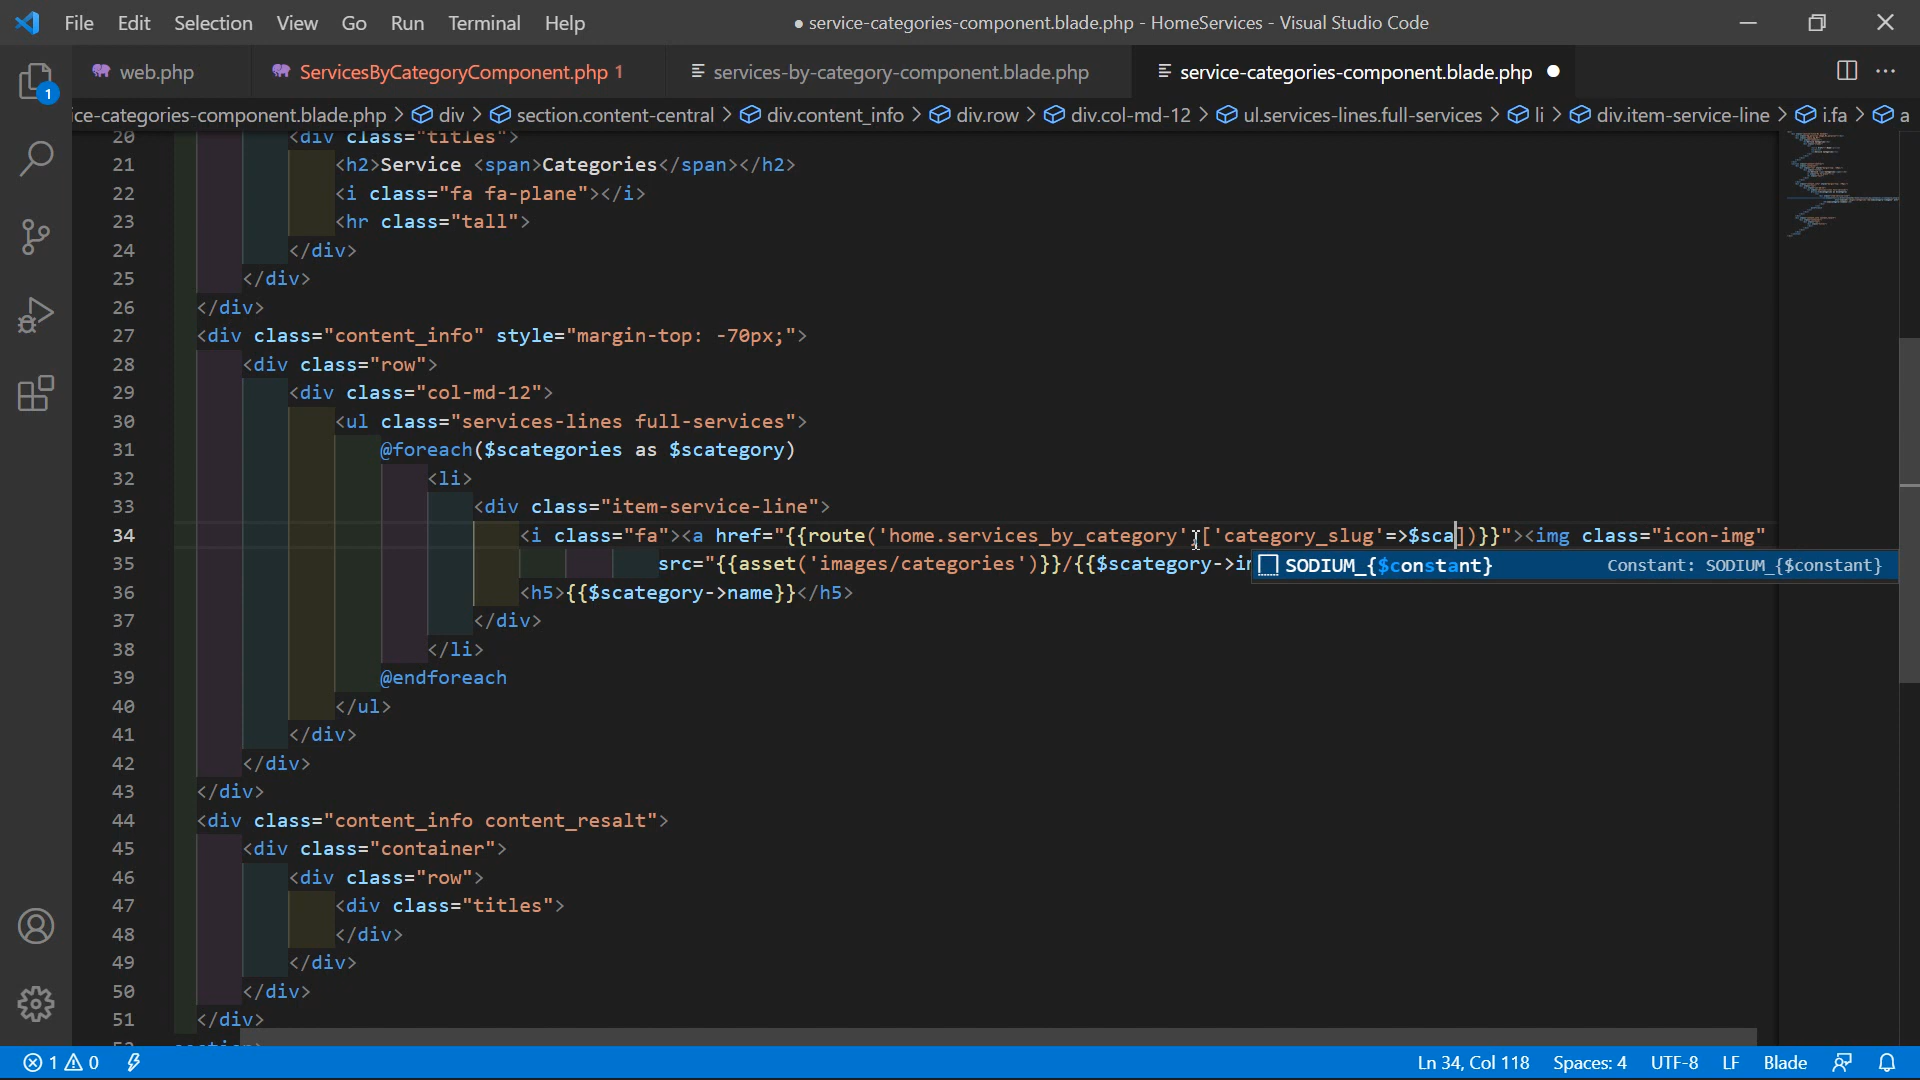 File Edit Selection View Go Run Terminal Help ● service-categories-component.blade.php - HomeServices - Visual Studio Code
web.php ServicesByCategoryComponent.php 1 services-by-category-component.blade.php service-categories-component.blade.php ●
1
ce-categories-component.blade.php > div > section.content-central > div.content_info > div.row > div.col-md-12 > ul.services-lines.full-services > li > div.item-service-line > i.fa > a
20 <div class="titles">
21 <h2>Service <span>Categories</span></h2>
22 <i class="fa fa-plane"></i>
23 <hr class="tall">
24 </div>
25 </div>
26 </div>
27 <div class="content_info" style="margin-top: -70px;">
28 <div class="row">
29 <div class="col-md-12">
30 <ul class="services-lines full-services">
31 @foreach($scategories as $scategory)
32 <li>
33 <div class="item-service-line">
34 <i class="fa"><a href="{{route('home.services_by_category',['category_slug'=>$sca])}}"><img class="icon-img"
35 src="{{asset('images/categories')}}/{{$scategory->i
SODIUM_{$constant} Constant: SODIUM_{$constant}
36 <h5>{{$scategory->name}}</h5>
37 </div>
38 </li>
39 @endforeach
40 </ul>
41 </div>
42 </div>
43 </div>
44 <div class="content_info content_resalt">
45 <div class="container">
46 <div class="row">
47 <div class="titles">
48 </div>
49 </div>
50 </div>
51 </div>
1 0 Ln 34, Col 118 Spaces: 4 UTF-8 LF Blade